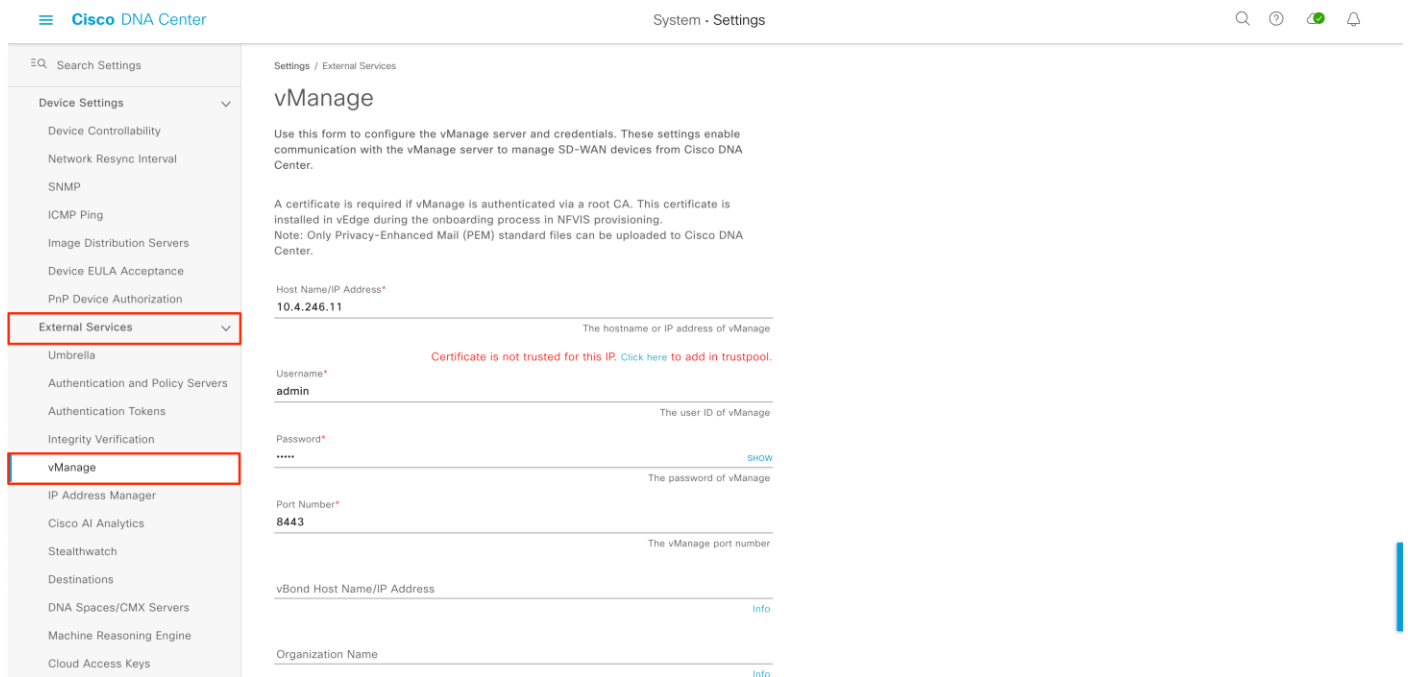 Cisco DNA Center
System · Settings
Search Settings
Device Settings
Device Controllability
Network Resync Interval
SNMP
ICMP Ping
Image Distribution Servers
Device EULA Acceptance
PnP Device Authorization
External Services
Umbrella
Authentication and Policy Servers
Authentication Tokens
Integrity Verification
vManage
IP Address Manager
Cisco AI Analytics
Stealthwatch
Destinations
DNA Spaces/CMX Servers
Machine Reasoning Engine
Cloud Access Keys
Settings / External Services
vManage
Use this form to configure the vManage server and credentials. These settings enable
communication with the vManage server to manage SD-WAN devices from Cisco DNA
Center.
A certificate is required if vManage is authenticated via a root CA. This certificate is
installed in vEdge during the onboarding process in NFVIS provisioning.
Note: Only Privacy-Enhanced Mail (PEM) standard files can be uploaded to Cisco DNA
Center.
Host Name/IP Address*
10.4.246.11
The hostname or IP address of vManage
Certificate is not trusted for this IP. Click here to add in trustpool.
Username*
admin
The user ID of vManage
Password*
•••••
SHOW
The password of vManage
Port Number*
8443
The vManage port number
vBond Host Name/IP Address
Info
Organization Name
Info